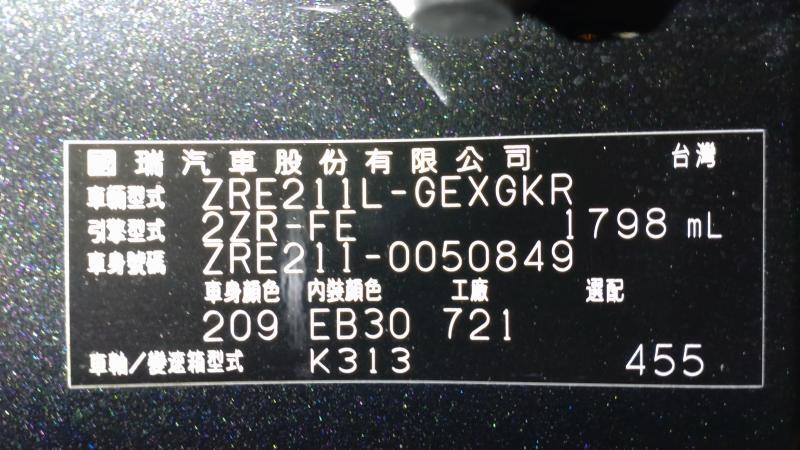 國瑞汽車股份有限公司 台灣
車輛型式 ZRE211L-GEXGKR
引擎型式 2ZR-FE 1798 mL
車身號碼 ZRE211-0050849
車身顏色 內裝顏色 工廠 選配
209 EB30 721
車軸/變速箱型式 K313 455